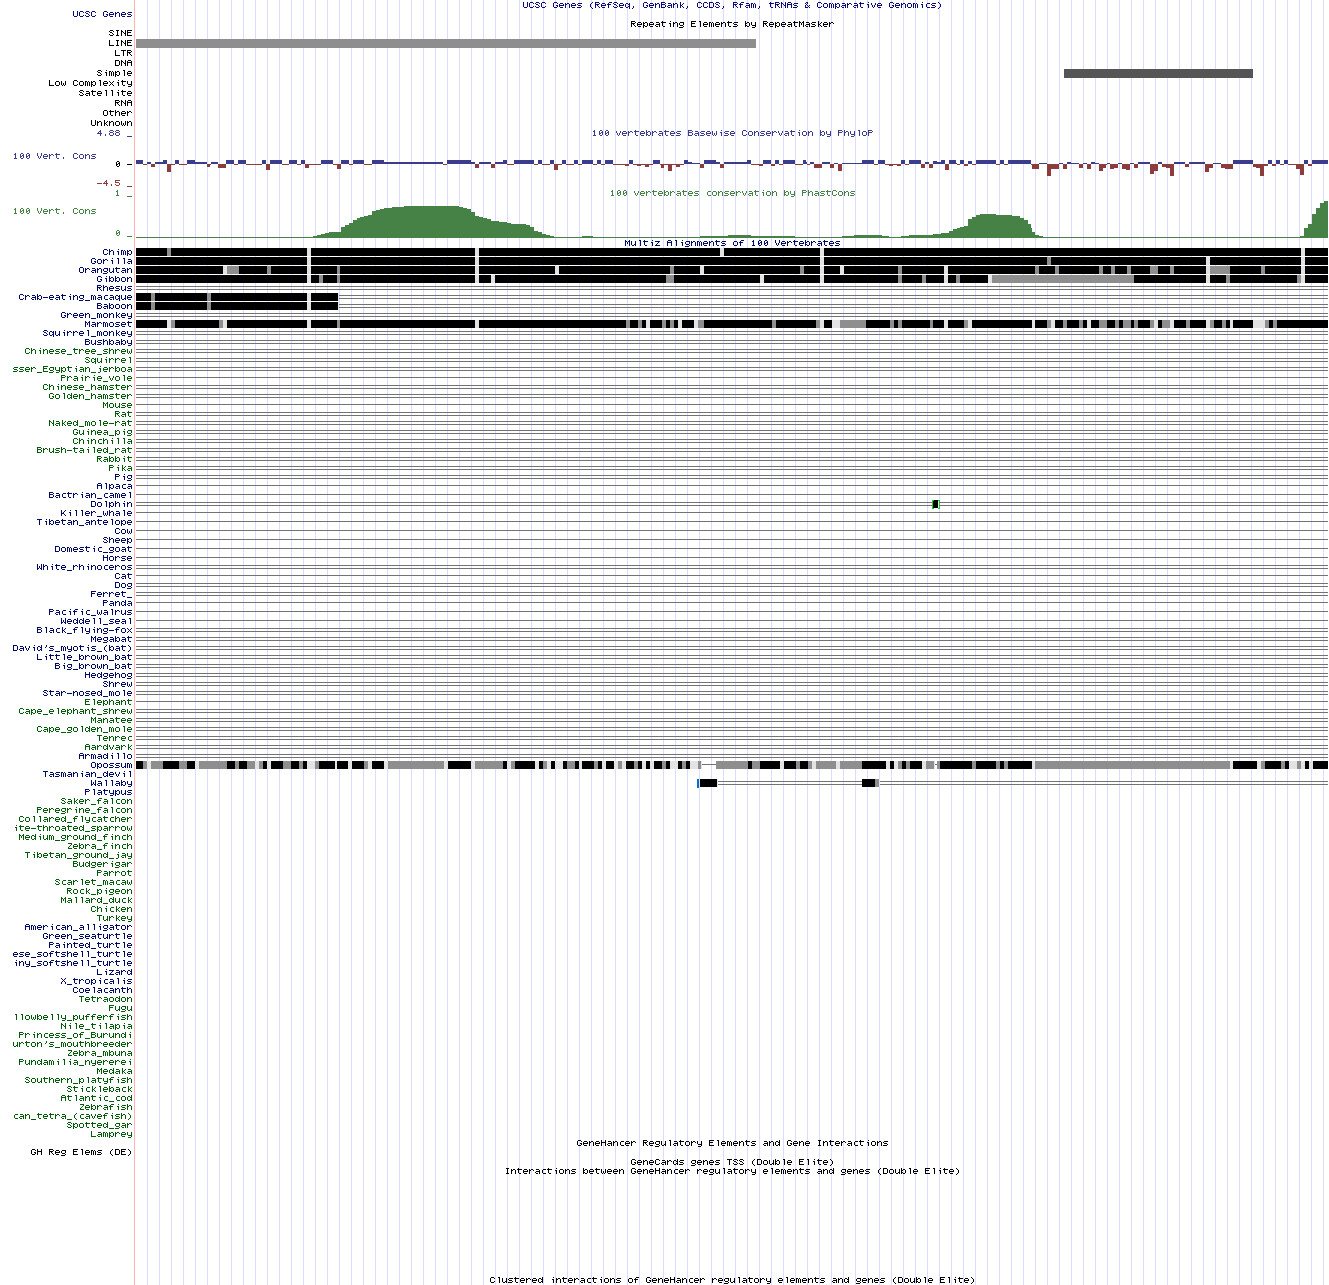 UCSC Genes (RefSeq, GenBank, CCDS, Rfam, tRNAs & Comparative Genomics)
UCSC Genes
Repeating Elements by RepeatMasker
SINE
LINE
LTR
DNA
Simple
Low Complexity
Satellite
RNA
Other
Unknown
4.88 _
100 vertebrates Basewise Conservation by PhyloP
100 Vert. Cons
0 _
-4.5 _
1 _
100 vertebrates conservation by PhastCons
100 Vert. Cons
0 _
Multiz Alignments of 100 Vertebrates
Chimp
Gorilla
Orangutan
Gibbon
Rhesus
Crab-eating_macaque
Baboon
Green_monkey
Marmoset
Squirrel_monkey
Bushbaby
Chinese_tree_shrew
Squirrel
sser_Egyptian_jerboa
Prairie_vole
Chinese_hamster
Golden_hamster
Mouse
Rat
Naked_mole-rat
Guinea_pig
Chinchilla
Brush-tailed_rat
Rabbit
Pika
Pig
Alpaca
Bactrian_camel
Dolphin
Killer_whale
Tibetan_antelope
Cow
Sheep
Domestic_goat
Horse
White_rhinoceros
Cat
Dog
Ferret_
Panda
Pacific_walrus
Weddell_seal
Black_flying-fox
Megabat
David's_myotis_(bat)
Little_brown_bat
Big_brown_bat
Hedgehog
Shrew
Star-nosed_mole
Elephant
Cape_elephant_shrew
Manatee
Cape_golden_mole
Tenrec
Aardvark
Armadillo
Opossum
Tasmanian_devil
Wallaby
Platypus
Saker_falcon
Peregrine_falcon
Collared_flycatcher
ite-throated_sparrow
Medium_ground_finch
Zebra_finch
Tibetan_ground_jay
Budgerigar
Parrot
Scarlet_macaw
Rock_pigeon
Mallard_duck
Chicken
Turkey
American_alligator
Green_seaturtle
Painted_turtle
ese_softshell_turtle
iny_softshell_turtle
Lizard
X_tropicalis
Coelacanth
Tetraodon
Fugu
llowbelly_pufferfish
Nile_tilapia
Princess_of_Burundi
urton's_mouthbreeder
Zebra_mbuna
Pundamilia_nyererei
Medaka
Southern_platyfish
Stickleback
Atlantic_cod
Zebrafish
can_tetra_(cavefish)
Spotted_gar
Lamprey
GeneHancer Regulatory Elements and Gene Interactions
GH Reg Elems (DE)
GeneCards genes TSS (Double Elite)
Interactions between GeneHancer regulatory elements and genes (Double Elite)
Clustered interactions of GeneHancer regulatory elements and genes (Double Elite)